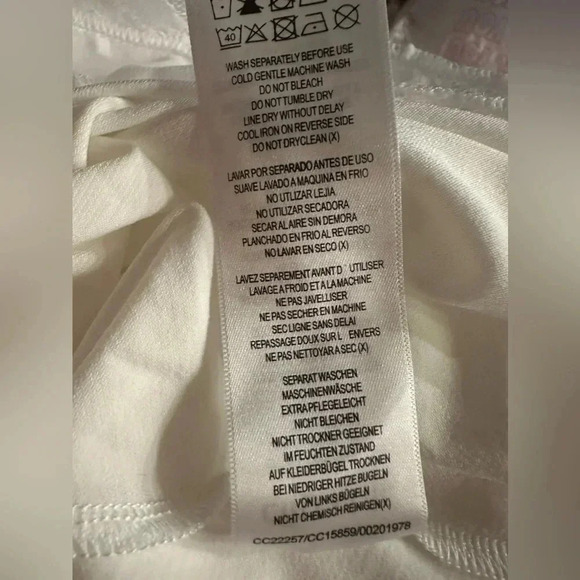 40
WASH SEPARATELY BEFORE USE
COLD GENTLE MACHINE WASH
DO NOT BLEACH
DO NOT TUMBLE DRY
LINE DRY WITHOUT DELAY
COOL IRON ON REVERSE SIDE
DO NOT DRYCLEAN (X)
LAVAR POR SEPARADO ANTES DE USO
SUAVE LAVADO A MAQUINA EN FRIO
NO UTILIZAR LEJIA
NO UTILIZAR SECADORA
SECAR AL AIRE SIN DEMORA
PLANCHADO EN FRIO AL REVERSO
NO LAVAR EN SECO (X)
LAVEZ SEPAREMENT AVANT D' UTILISER
LAVAGE A FROID ET A LA MACHINE
NE PAS JAVELLISER
NE PAS SECHER EN MACHINE
SEC LIGNE SANS DELAI
REPASSAGE DOUX SUR L ENVERS
NE PAS NETTOYAR A SEC (X)
SEPARAT WASCHEN
MASCHINENWÄSCHE
EXTRA PFLEGELEICHT
NICHT BLEICHEN
NICHT TROCKNER GEEIGNET
IM FEUCHTEN ZUSTAND
AUF KLEIDERBÜGEL TROCKNEN
BEI NIEDRIGER HITZE BUGELN
VON LINKS BÜGELN
NICHT CHEMISCH REINIGEN(X)
CC22257/CC15859/00201978